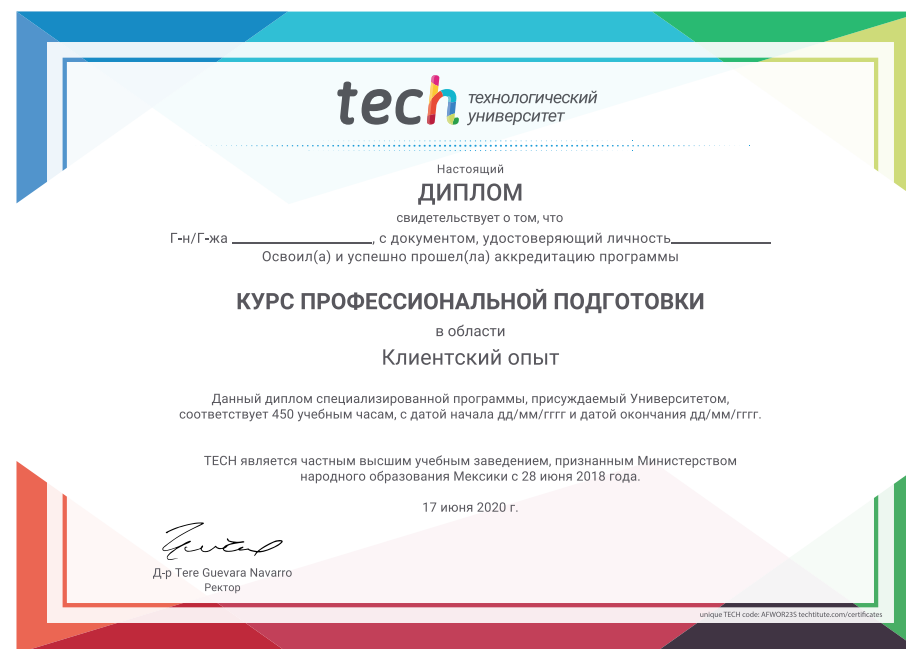 tech технологический
университет
Настоящий
ДИПЛОМ
свидетельствует о том, что
Г-н/Г-жа ____________________, с документом, удостоверяющий личность______________
Освоил(а) и успешно прошел(ла) аккредитацию программы
КУРС ПРОФЕССИОНАЛЬНОЙ ПОДГОТОВКИ
в области
Клиентский опыт
Данный диплом специализированной программы, присуждаемый Университетом,
соответствует 450 учебным часам, с датой начала дд/мм/гггг и датой окончания дд/мм/гггг.
TECH является частным высшим учебным заведением, признанным Министерством
народного образования Мексики с 28 июня 2018 года.
17 июня 2020 г.
Д-р Tere Guevara Navarro
Ректор
unique TECH code: AFWOR23S techtitute.com/certificates